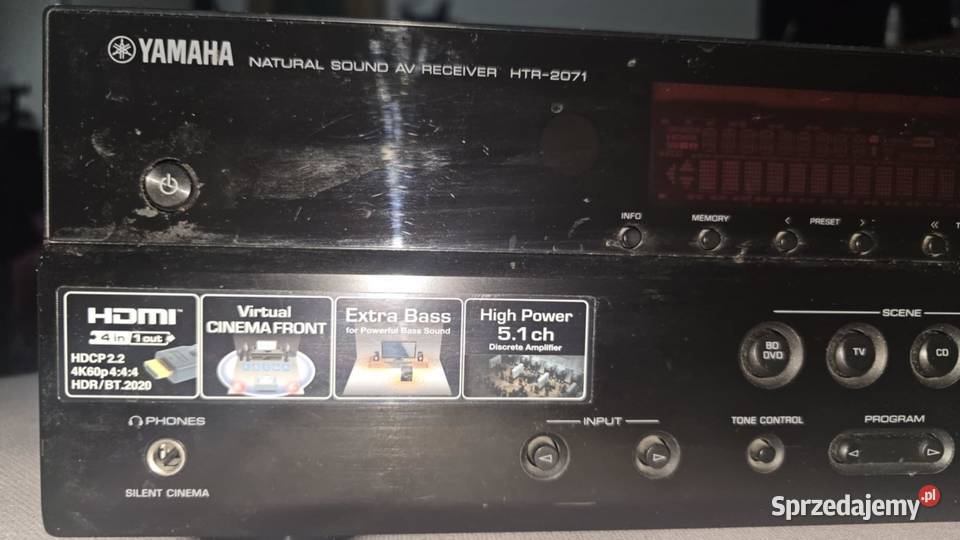 YAMAHA NATURAL SOUND AV RECEIVER HTR-2071
INFO MEMORY < PRESET > <<
HDMI
4 in 1 out
HDCP 2.2
4K60p 4:4:4
HDR/BT.2020
Virtual
CINEMA FRONT
Extra Bass
for Powerful Bass Sound
High Power
5.1ch
Discrete Amplifier
SCENE
BD
DVD
TV
CD
PHONES
SILENT CINEMA
INPUT
TONE CONTROL
PROGRAM
Sprzedajemy.pl